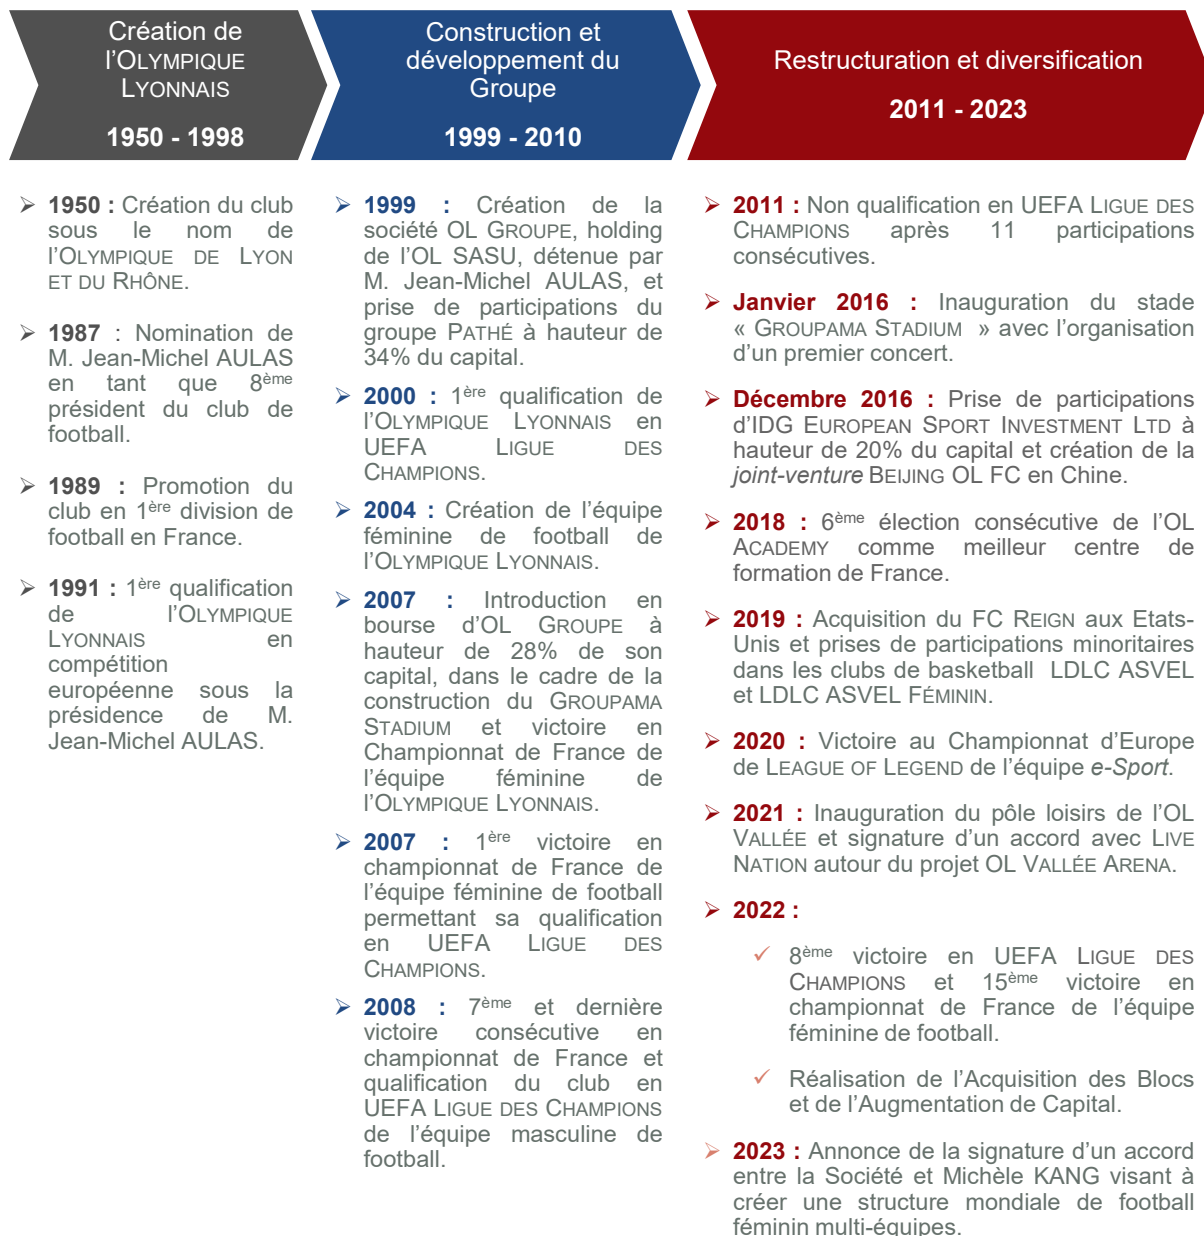 Création de
l'OLYMPIQUE
LYONNAIS
1950 - 1998
Construction et
développement du
Groupe
1999 - 2010
Restructuration et diversification
2011 - 2023
➢ 1950 : Création du club
sous le nom de
l'OLYMPIQUE DE LYON
ET DU RHÔNE.
➢ 1987 : Nomination de
M. Jean-Michel AULAS
en tant que 8ème
président du club de
football.
➢ 1989 : Promotion du
club en 1ère division de
football en France.
➢ 1991 : 1ère qualification
de l'OLYMPIQUE
LYONNAIS en
compétition
européenne sous la
présidence de M.
Jean-Michel AULAS.
➢ 1999 : Création de la
société OL GROUPE, holding
de l'OL SASU, détenue par
M. Jean-Michel AULAS, et
prise de participations du
groupe PATHÉ à hauteur de
34% du capital.
➢ 2000 : 1ère qualification de
l'OLYMPIQUE LYONNAIS en
UEFA LIGUE DES
CHAMPIONS.
➢ 2004 : Création de l'équipe
féminine de football de
l'OLYMPIQUE LYONNAIS.
➢ 2007 : Introduction en
bourse d'OL GROUPE à
hauteur de 28% de son
capital, dans le cadre de la
construction du GROUPAMA
STADIUM et victoire en
Championnat de France de
l'équipe féminine de
l'OLYMPIQUE LYONNAIS.
➢ 2007 : 1ère victoire en
championnat de France de
l'équipe féminine de football
permettant sa qualification
en UEFA LIGUE DES
CHAMPIONS.
➢ 2008 : 7ème et dernière
victoire consécutive en
championnat de France et
qualification du club en
UEFA LIGUE DES CHAMPIONS
de l'équipe masculine de
football.
➢ 2011 : Non qualification en UEFA LIGUE DES
CHAMPIONS après 11 participations
consécutives.
➢ Janvier 2016 : Inauguration du stade
« GROUPAMA STADIUM » avec l'organisation
d'un premier concert.
➢ Décembre 2016 : Prise de participations
d'IDG EUROPEAN SPORT INVESTMENT LTD à
hauteur de 20% du capital et création de la
joint-venture BEIJING OL FC en Chine.
➢ 2018 : 6ème élection consécutive de l'OL
ACADEMY comme meilleur centre de
formation de France.
➢ 2019 : Acquisition du FC REIGN aux Etats-
Unis et prises de participations minoritaires
dans les clubs de basketball LDLC ASVEL
et LDLC ASVEL FÉMININ.
➢ 2020 : Victoire au Championnat d'Europe
de LEAGUE OF LEGEND de l'équipe e-Sport.
➢ 2021 : Inauguration du pôle loisirs de l'OL
VALLÉE et signature d'un accord avec LIVE
NATION autour du projet OL VALLÉE ARENA.
➢ 2022 :
✓ 8ème victoire en UEFA LIGUE DES
CHAMPIONS et 15ème victoire en
championnat de France de l'équipe
féminine de football.
✓ Réalisation de l'Acquisition des Blocs
et de l'Augmentation de Capital.
➢ 2023 : Annonce de la signature d'un accord
entre la Société et Michèle KANG visant à
créer une structure mondiale de football
féminin multi-équipes.